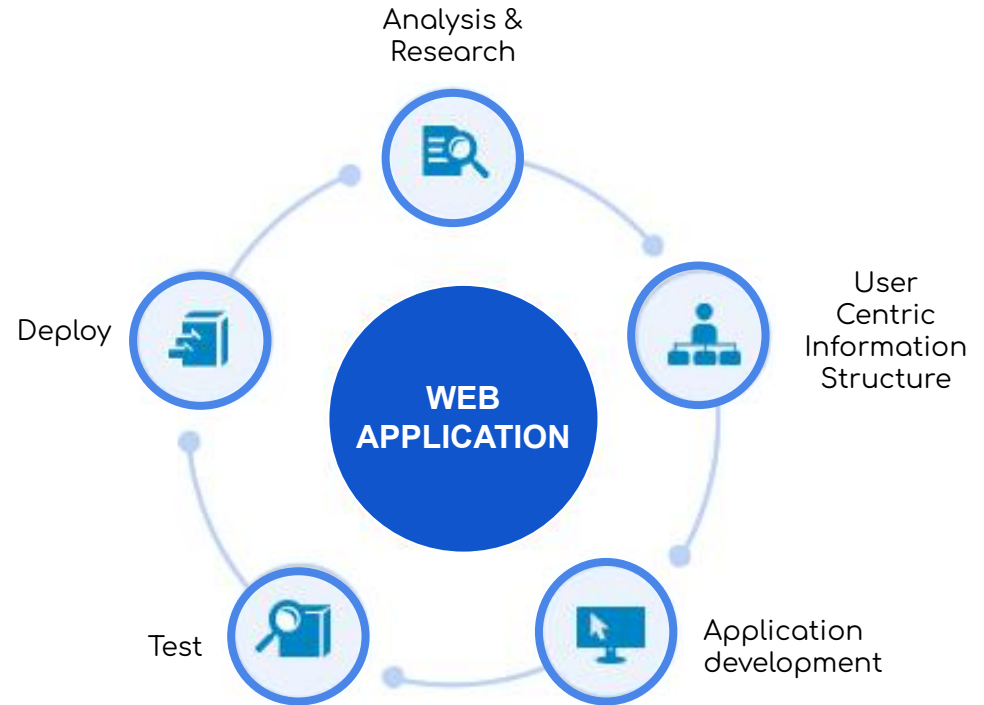 Analysis &
Research
User
Centric
Information
Structure
Deploy
WEB
APPLICATION
Application
development
Test